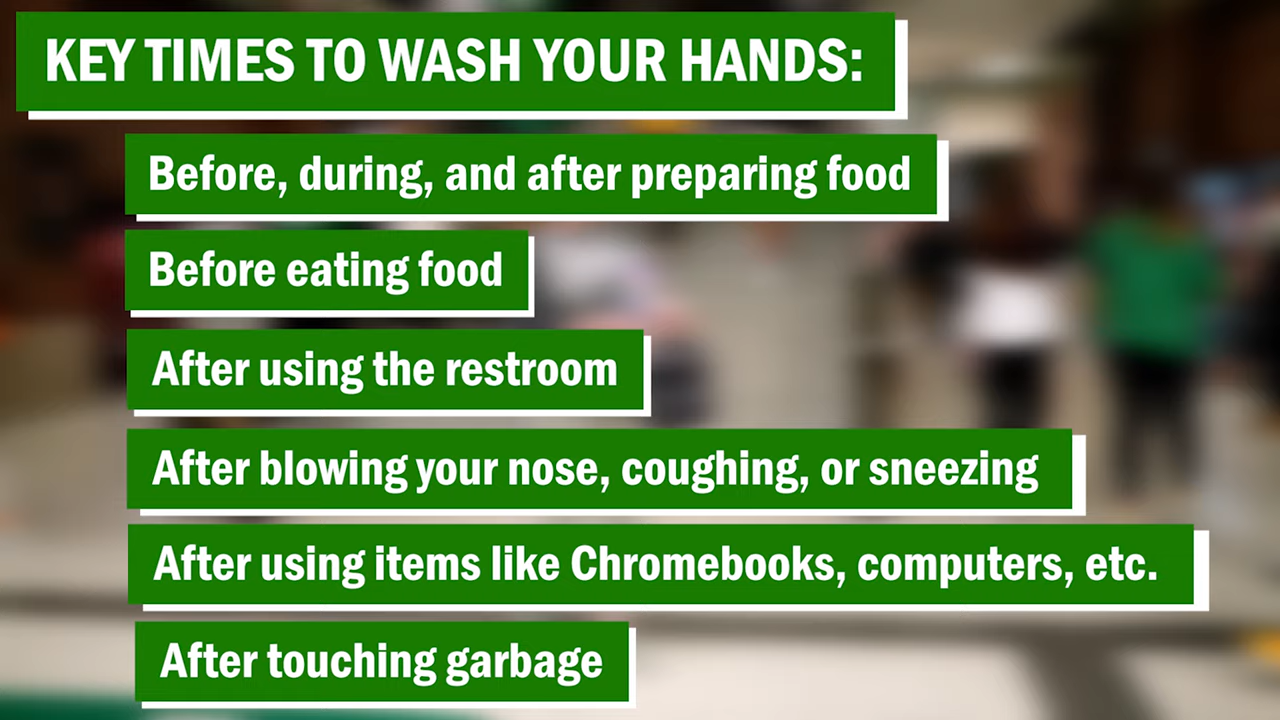 KEY TIMES TO WASH YOUR HANDS:
Before, during, and after preparing food
Before eating food
After using the restroom
After blowing your nose, coughing, or sneezing
After using items like Chromebooks, computers, etc.
After touching garbage